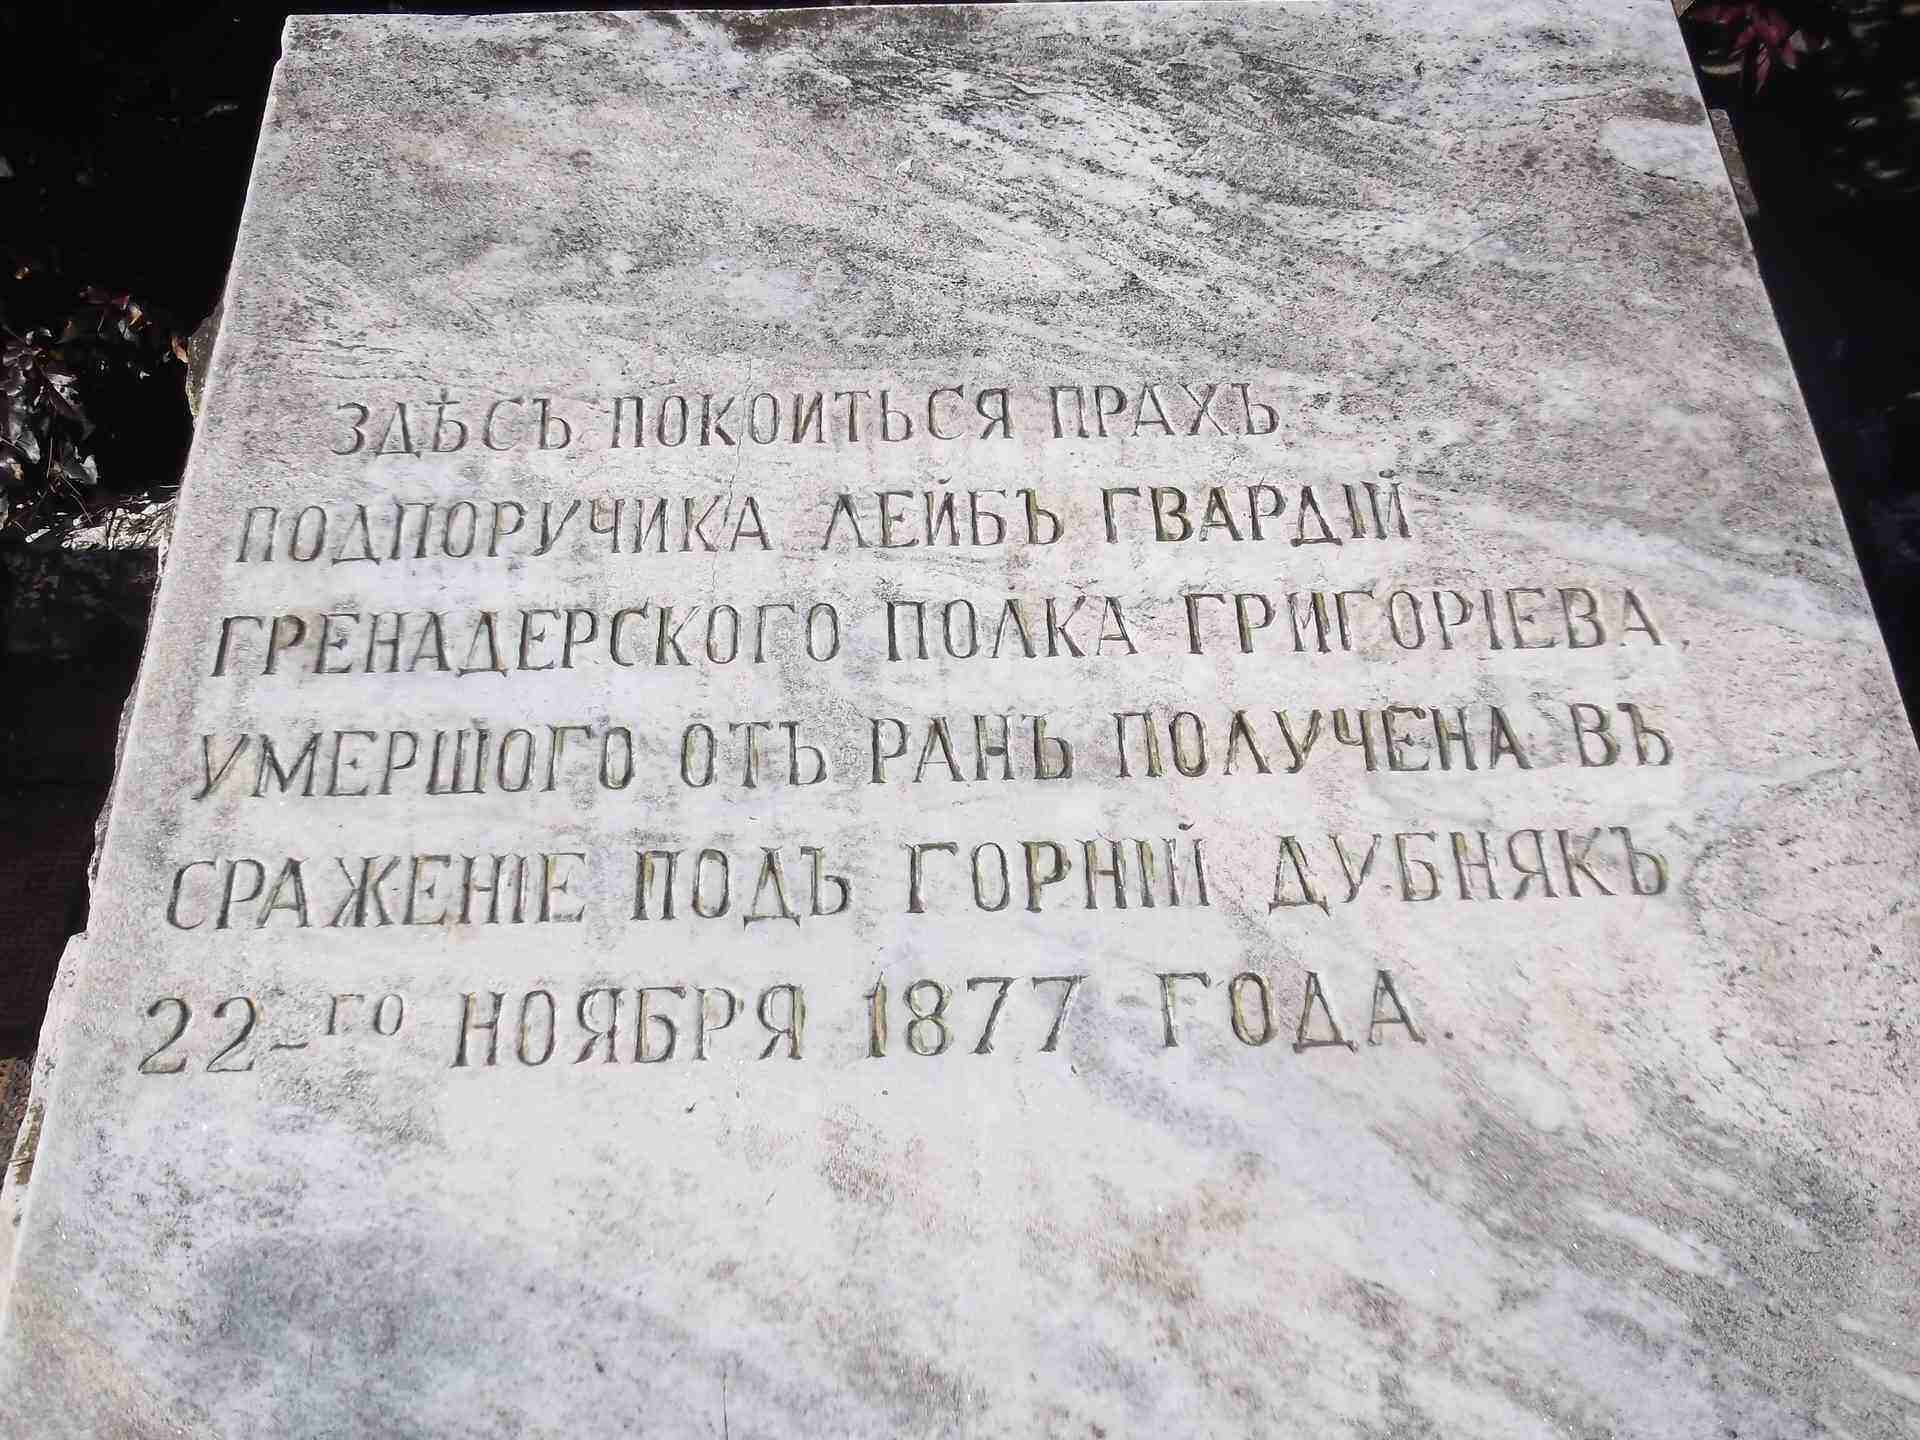 ЗДѢСЪ ПОКОИТЬСЯ ПРАХЪ
ПОДПОРУЧИКА ЛЕЙБЪ ГВАРДІЙ
ГРЕНАДЕРСКОГО ПОЛКА ГРИГОРІЕВА,
УМЕРШОГО ОТЪ РАНЪ ПОЛУЧЕНА ВЪ
СРАЖЕНІЕ ПОДЪ ГОРНІЙ ДУБНЯКЪ
22-ГО НОЯБРЯ 1877 ГОДА.